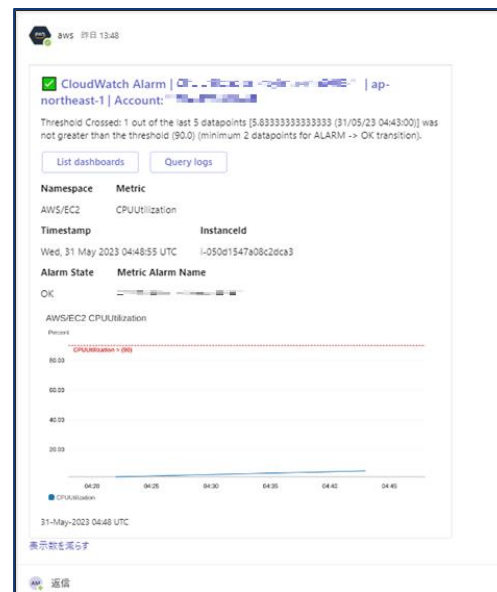 aws 昨日 13:48
CloudWatch Alarm | | ap-
northeast-1 | Account:
Threshold Crossed: 1 out of the last 5 datapoints [5.83333333333333 (31/05/23 04:43:00)] was
not greater than the threshold (90.0) (minimum 2 datapoints for ALARM -> OK transition).
List dashboards Query logs
Namespace Metric
AWS/EC2 CPUUtilization
Timestamp InstanceId
Wed, 31 May 2023 04:48:55 UTC i-050d1547a08c2dca3
Alarm State Metric Alarm Name
OK
AWS/EC2 CPUUtilization
Percent
CPUUtilization > (90)
80.00
60.00
40.00
20.00
04:20 04:25 04:30 04:35 04:40 04:45
CPUUtilization
31-May-2023 04:48 UTC
表示数を減らす
返信